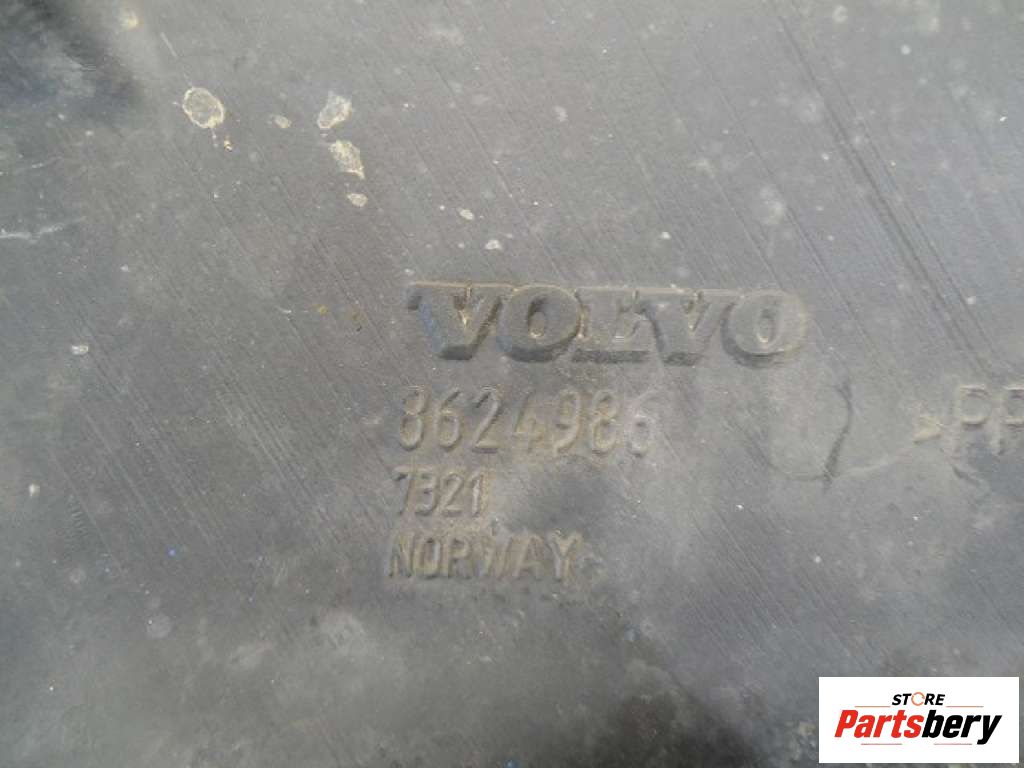 VOLVO
8624986
7321
NORWAY
>PP
STORE
Partsbery